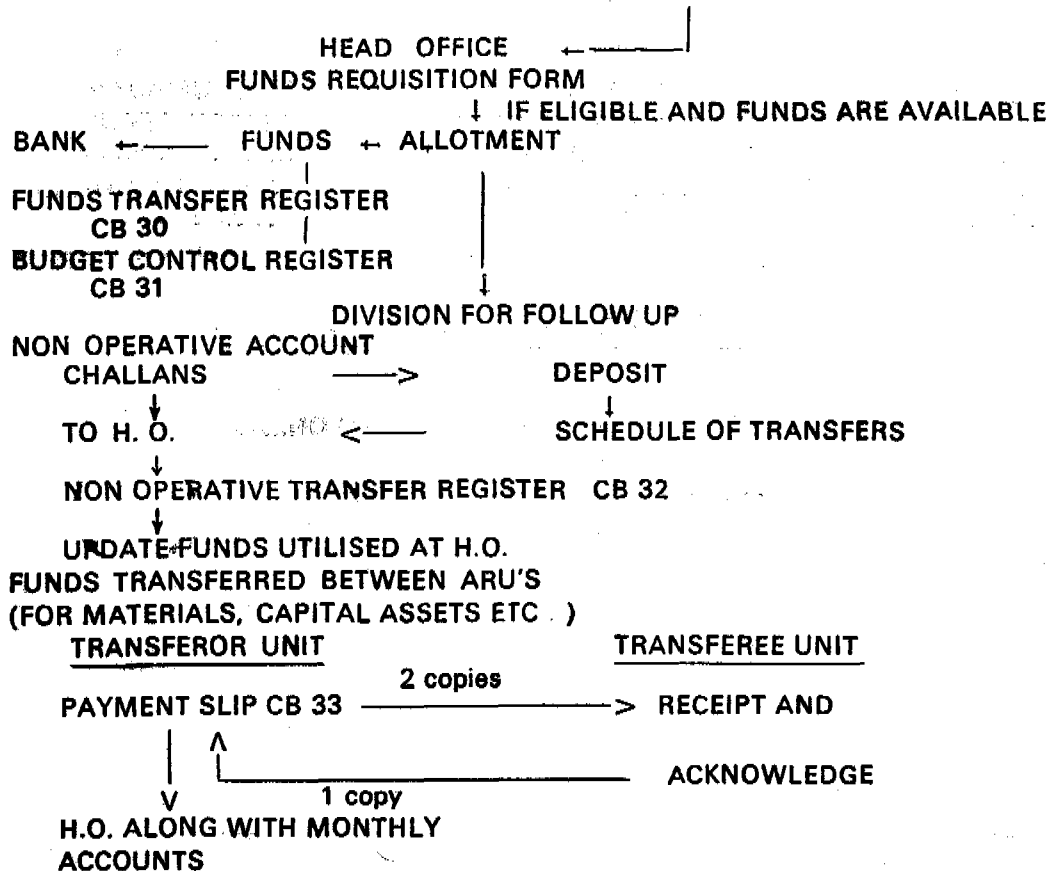 HEAD OFFICE
FUNDS REQUISITION FORM
IF ELIGIBLE AND FUNDS ARE AVAILABLE
BANK FUNDS ALLOTMENT
FUNDS TRANSFER REGISTER
CB 30
BUDGET CONTROL REGISTER
CB 31
DIVISION FOR FOLLOW UP
NON OPERATIVE ACCOUNT
CHALLANS DEPOSIT
TO H. O. SCHEDULE OF TRANSFERS
NON OPERATIVE TRANSFER REGISTER CB 32
UPDATE FUNDS UTILISED AT H.O.
FUNDS TRANSFERRED BETWEEN ARU'S
(FOR MATERIALS, CAPITAL ASSETS ETC . )
TRANSFEROR UNIT TRANSFEREE UNIT
2 copies
PAYMENT SLIP CB 33 RECEIPT AND
ACKNOWLEDGE
1 copy
H.O. ALONG WITH MONTHLY
ACCOUNTS